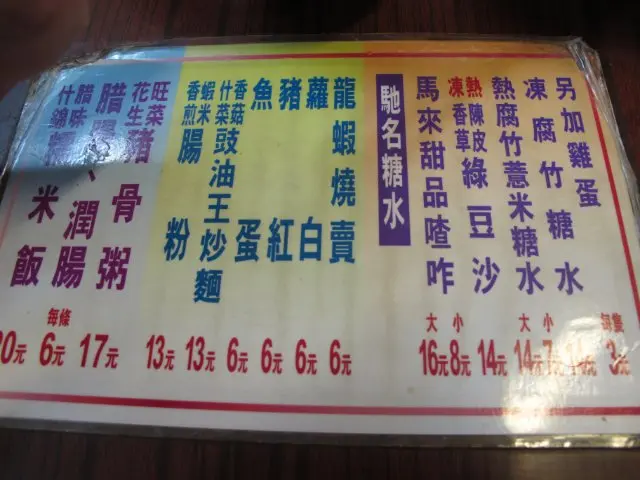 另加雞蛋
凍腐竹糖水
熱腐竹薏米糖水
熱陳皮
凍香草
綠豆沙
馬來甜品喳咋
馳名糖水
龍蝦燒賣
蘿白
豬紅
魚蛋
香菇
什菜
豉油王炒麵
蝦米
香煎
腸粉
旺菜
花生
豬骨粥
臘腸、潤腸
臘味
什錦
糯米飯
每條 大 小 大 小 每隻
6元 17元 13元 13元 6元 6元 6元 6元 16元 8元 14元 14元 7元 3元